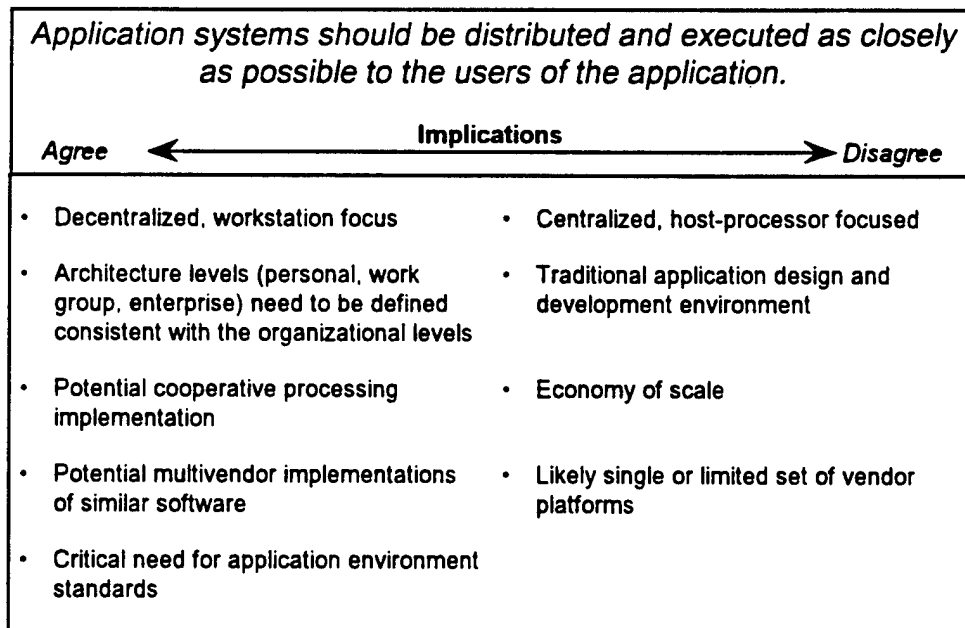 Application systems should be distributed and executed as closely
as possible to the users of the application.
Implications
Agree
Disagree
• Decentralized, workstation focus
• Architecture levels (personal, work
group, enterprise) need to be defined
consistent with the organizational levels
• Potential cooperative processing
implementation
• Potential multivendor implementations
of similar software
• Critical need for application environment
standards
• Centralized, host-processor focused
• Traditional application design and
development environment
• Economy of scale
• Likely single or limited set of vendor
platforms